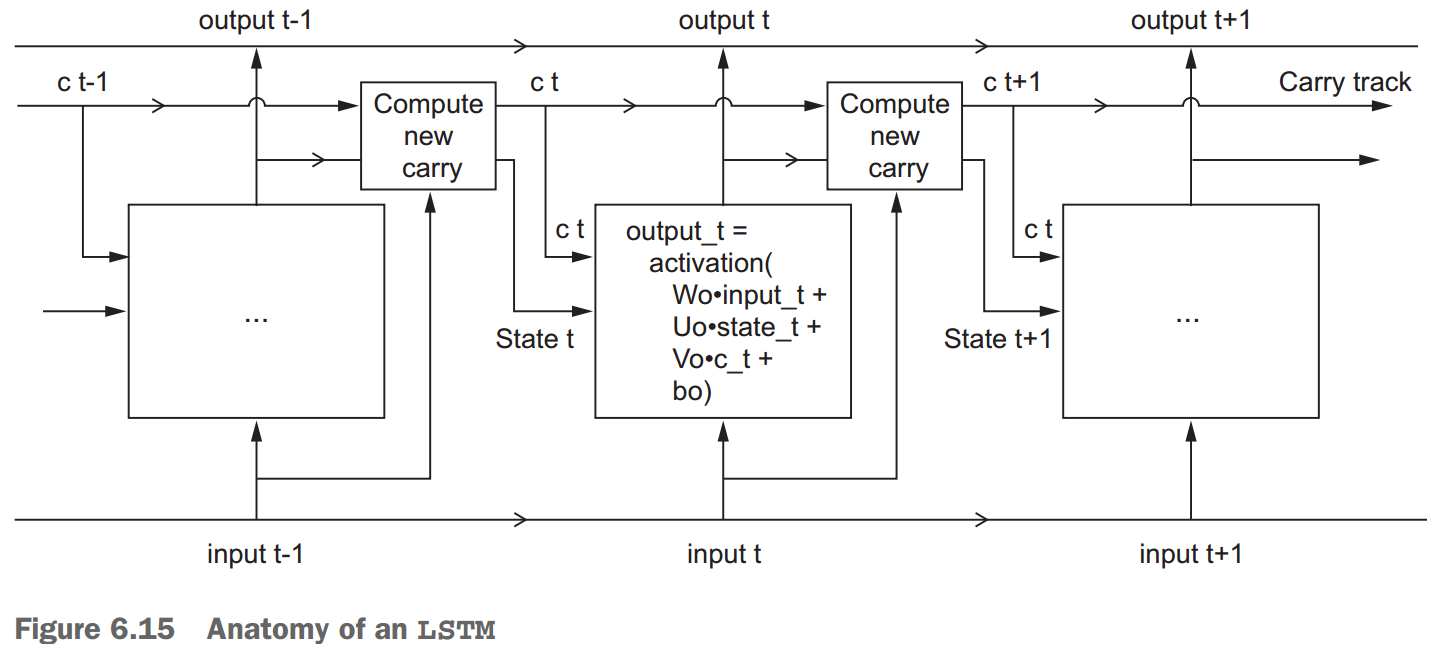 output t-1
output t
output t+1
c t-1
c t
c t+1
Carry track
Compute
new
carry
Compute
new
carry
c t
output_t =
activation(
Wo•input_t +
Uo•state_t +
Vo•c_t +
bo)
c t
...
...
State t
State t+1
input t-1
input t
input t+1
Figure 6.15 Anatomy of an LSTM